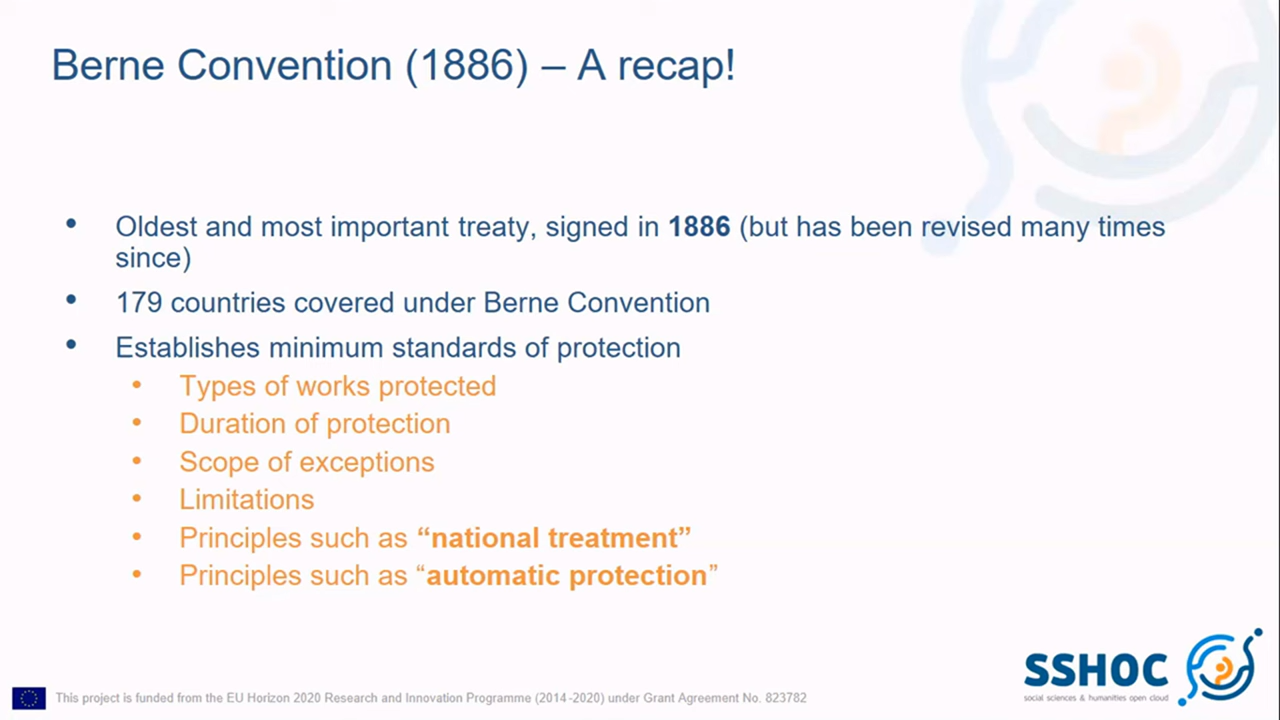 Berne Convention (1886) – A recap!
• Oldest and most important treaty, signed in 1886 (but has been revised many times
since)
• 179 countries covered under Berne Convention
• Establishes minimum standards of protection
• Types of works protected
• Duration of protection
• Scope of exceptions
• Limitations
• Principles such as “national treatment”
• Principles such as “automatic protection”
SSHOC
social sciences & humanities open cloud
This project is funded from the EU Horizon 2020 Research and Innovation Programme (2014-2020) under Grant Agreement No. 823782